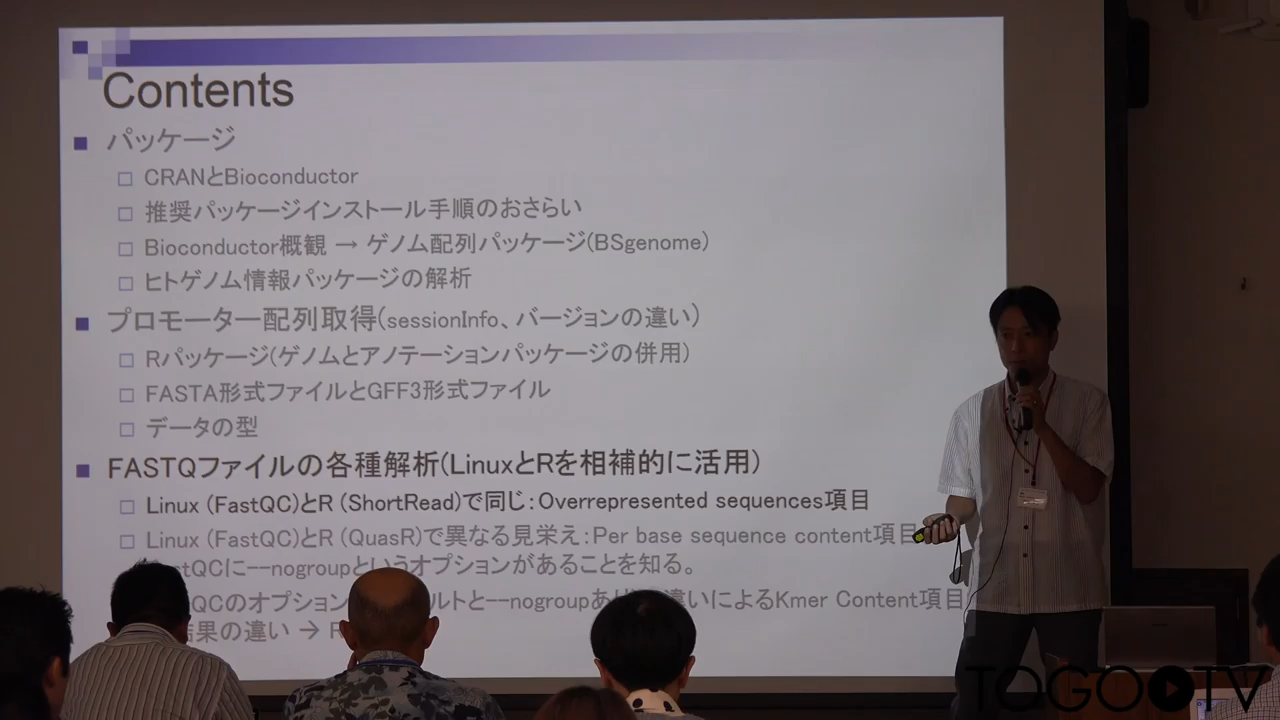 Contents
パッケージ
CRANとBioconductor
推奨パッケージインストール手順のおさらい
Bioconductor概観 → ゲノム配列パッケージ(BSgenome)
ヒトゲノム情報パッケージの解析
プロモーター配列取得(sessionInfo、バージョンの違い)
Rパッケージ(ゲノムとアノテーションパッケージの併用)
FASTA形式ファイルとGFF3形式ファイル
データの型
FASTQファイルの各種解析(LinuxとRを相補的に活用)
Linux (FastQC)とR (ShortRead)で同じ：Overrepresented sequences項目
Linux (FastQC)とR (QuasR)で異なる見栄え：Per base sequence content項目
QCに--nogroupというオプションがあることを知る。
QCのオプション ルトと--nogroupあり 違いによるKmer Content項目
結果の違い →
TOGOTV